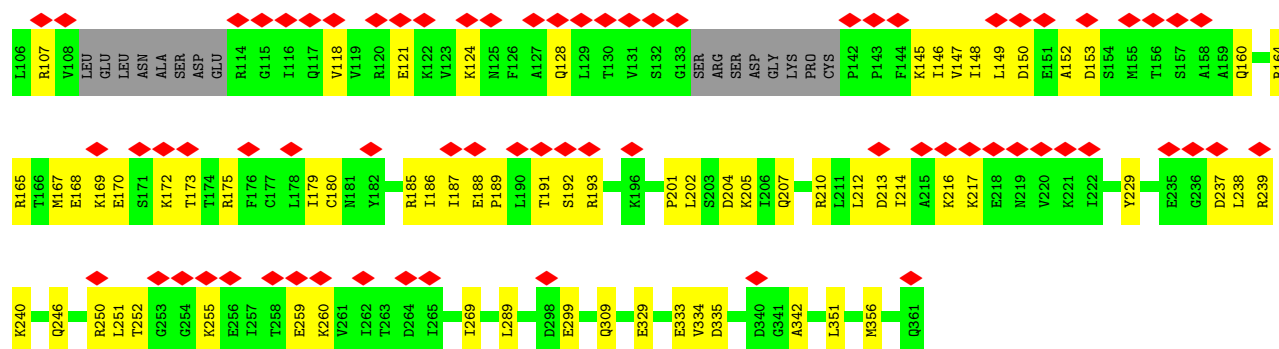 L106 R107 V108 LEU GLU LEU ASN ALA SER ASP GLU R114 G115 I116 Q117 V118 V119 R120 E121 K122 V123 K124 N125 F126 A127 Q128 L129 T130 V131 S132 G133 SER ARG SER ASP GLY LYS PRO CYS P142 P143 F144 K145 I146 V147 I148 L149 D150 E151 A152 D153 S154 M155 T156 S157 A158 A159 Q160 R164
R165 T166 M167 E168 K169 E170 S171 K172 T173 T174 R175 F176 C177 L178 I179 C180 N181 Y182 R185 I186 I187 E188 P189 L190 T191 S192 R193 K196 P201 L202 S203 D204 K205 I206 Q207 R210 L211 L212 D213 I214 A215 K216 K217 E218 N219 V220 K221 I222 Y229 E235 G236 D237 L238 R239
K240 Q246 R250 L251 T252 G253 G254 K255 E256 I257 T258 E259 K260 V261 I262 T263 D264 I265 I269 L289 D298 E299 Q309 E329 E333 V334 D335 D340 G341 A342 L351 M356 Q361